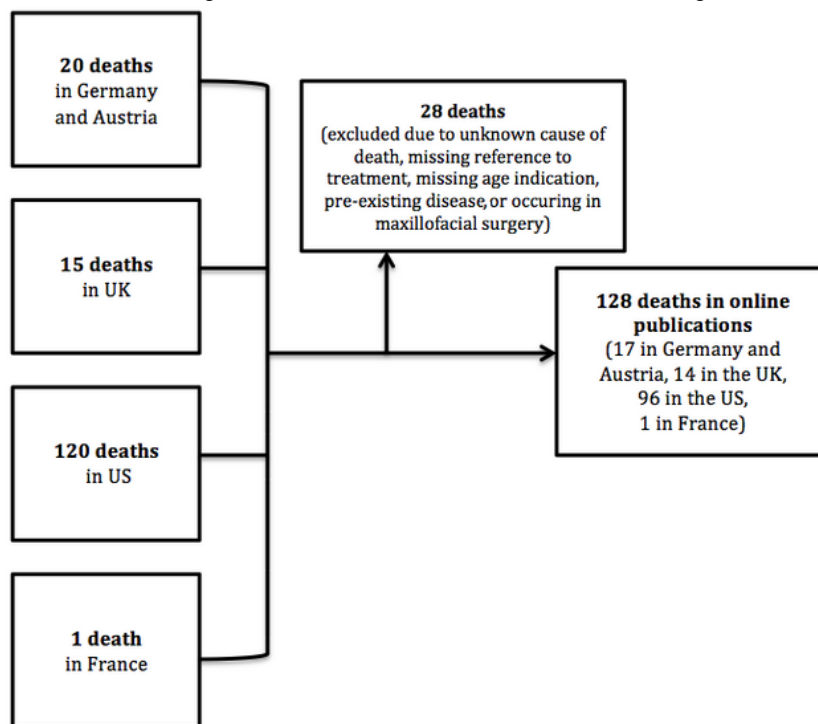 20 deaths
in Germany
and Austria
15 deaths
in UK
120 deaths
in US
1 death
in France
28 deaths
(excluded due to unknown cause of
death, missing reference to
treatment, missing age indication,
pre-existing disease, or occuring in
maxillofacial surgery)
128 deaths in online
publications
(17 in Germany and
Austria, 14 in the UK,
96 in the US,
1 in France)